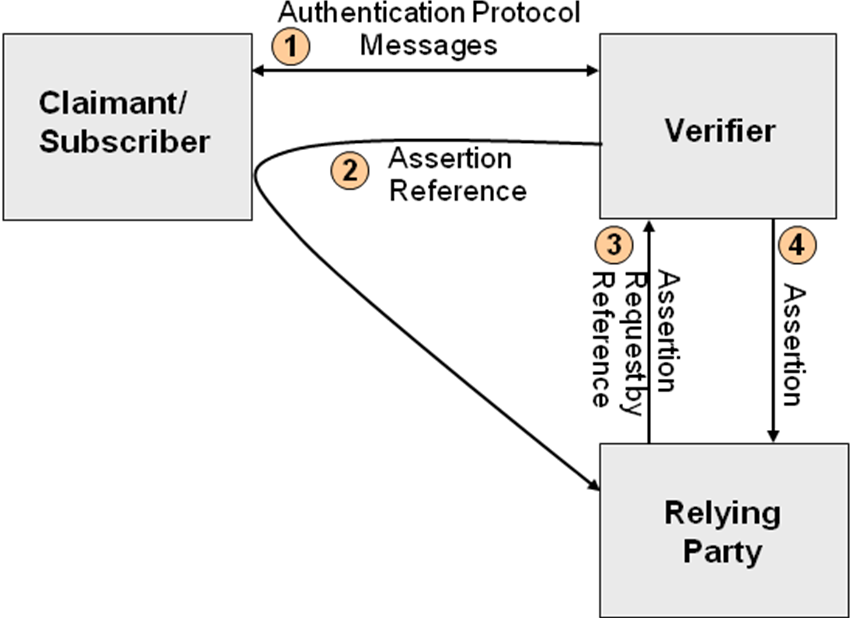 Authentication Protocol
Messages
1
Claimant/
Subscriber
Verifier
2
Assertion
Reference
3
4
Assertion
Request by
Reference
Assertion
Relying
Party